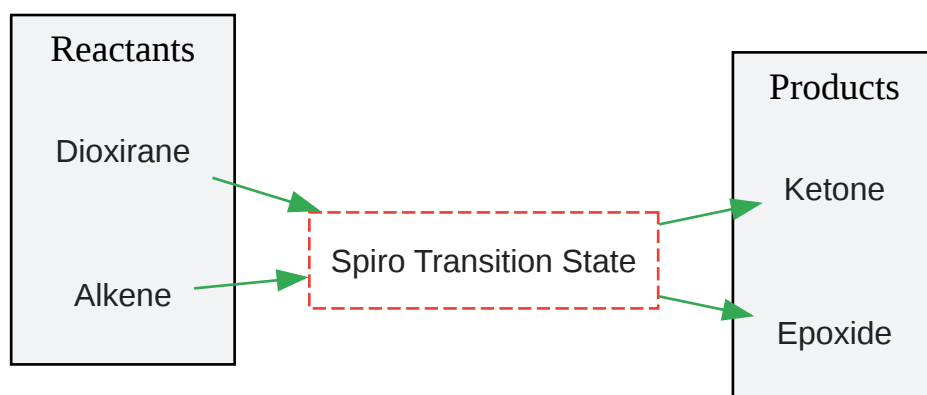 Reactants
Dioxirane
Alkene
Spiro Transition State
Products
Ketone
Epoxide